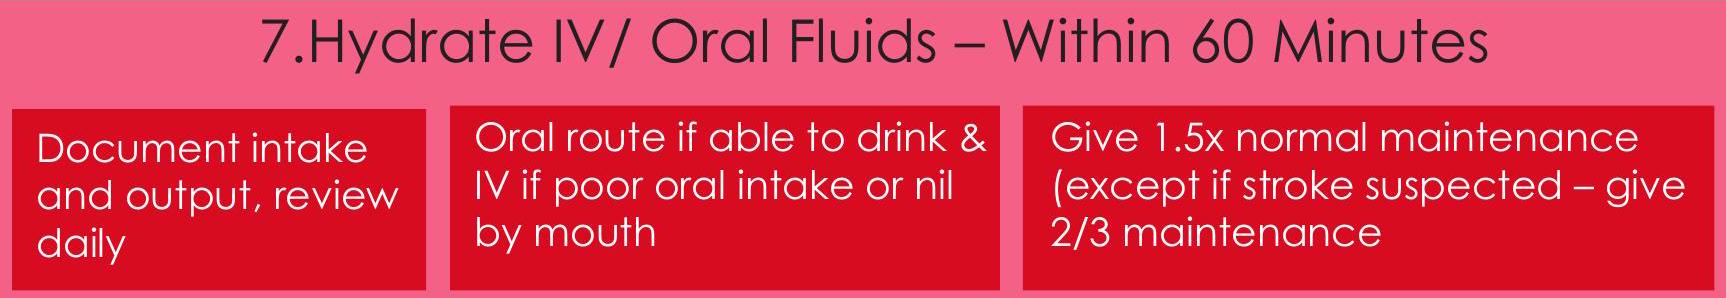 7.Hydrate IV/ Oral Fluids – Within 60 Minutes
Document intake
and output, review
daily
Oral route if able to drink &
IV if poor oral intake or nil
by mouth
Give 1.5x normal maintenance
(except if stroke suspected – give
2/3 maintenance